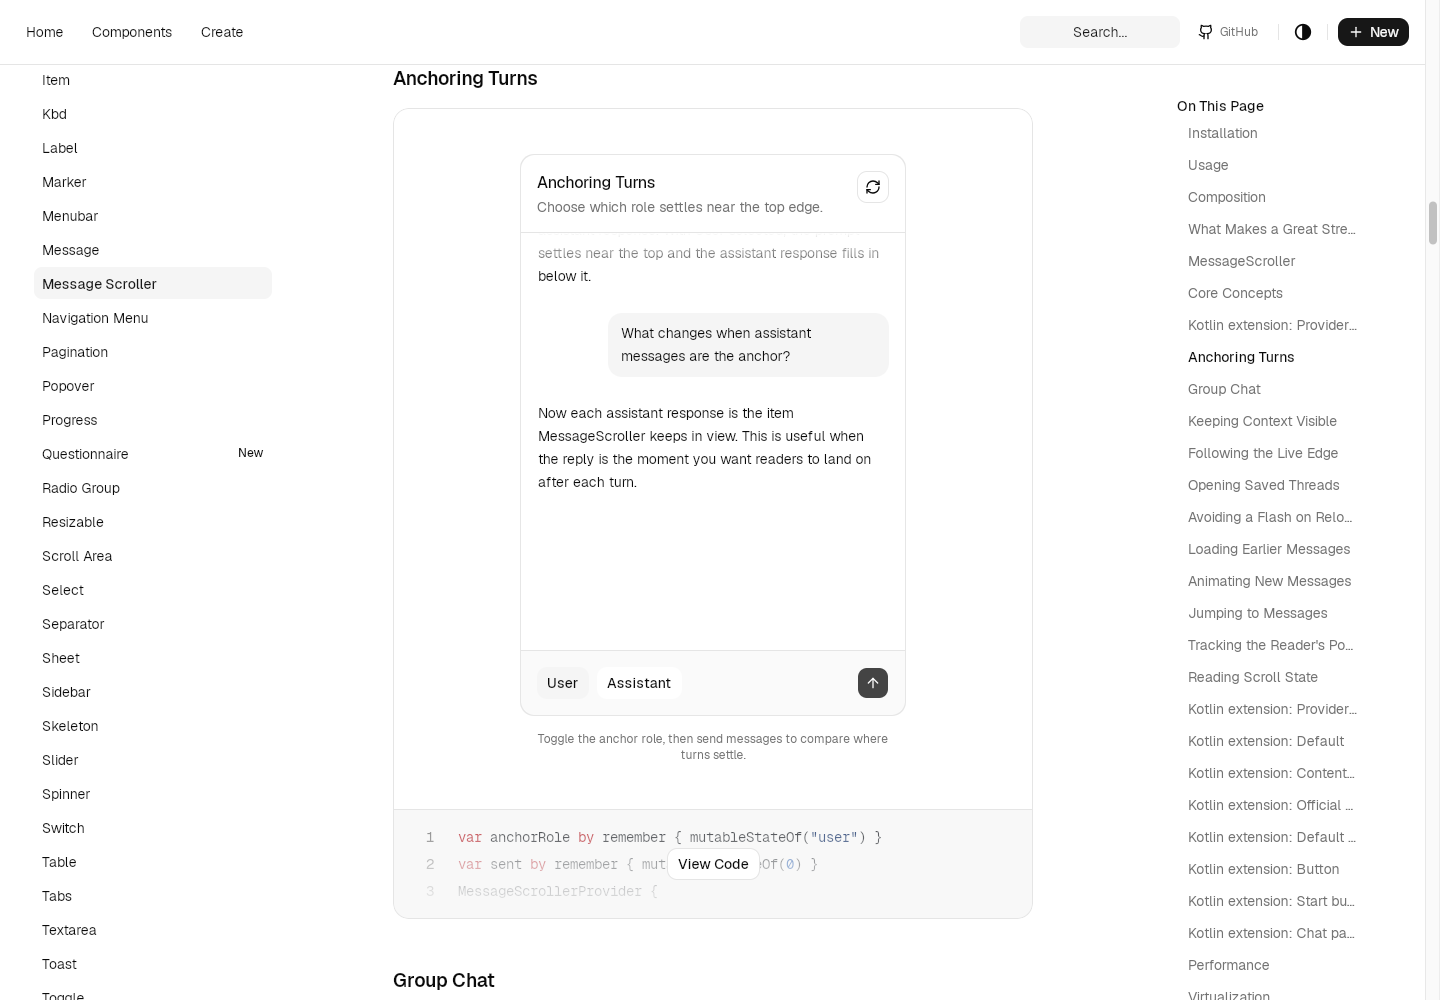 Home
Components
Create
Search...
GitHub
New
Item
Kbd
Label
Marker
Menubar
Message
Message Scroller
Navigation Menu
Pagination
Popover
Progress
Questionnaire New
Radio Group
Resizable
Scroll Area
Select
Separator
Sheet
Sidebar
Skeleton
Slider
Spinner
Switch
Table
Tabs
Textarea
Toast
Toggle
Anchoring Turns
Anchoring Turns
Choose which role settles near the top edge.
settles near the top and the assistant response fills in
below it.
What changes when assistant
messages are the anchor?
Now each assistant response is the item
MessageScroller keeps in view. This is useful when
the reply is the moment you want readers to land on
after each turn.
User
Assistant
Toggle the anchor role, then send messages to compare where
turns settle.
1 var anchorRole by remember { mutableStateOf("user") }
2 var sent by remember { mut eOf(0) }
View Code
3 MessageScrollerProvider {
Group Chat
On This Page
Installation
Usage
Composition
What Makes a Great Stre...
MessageScroller
Core Concepts
Kotlin extension: Provider...
Anchoring Turns
Group Chat
Keeping Context Visible
Following the Live Edge
Opening Saved Threads
Avoiding a Flash on Relo...
Loading Earlier Messages
Animating New Messages
Jumping to Messages
Tracking the Reader's Po...
Reading Scroll State
Kotlin extension: Provider...
Kotlin extension: Default
Kotlin extension: Content...
Kotlin extension: Official ...
Kotlin extension: Default ...
Kotlin extension: Button
Kotlin extension: Start bu...
Kotlin extension: Chat pa...
Performance
Virtualization